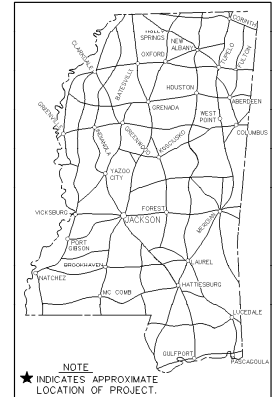 CORINTH
HOLLY
SPRINGS
NEW
ALBANY
OXFORD
CLARKSDALE
TUPELO
FULTON
BATESVILLE
HOUSTON
ABERDEEN
GRENADA
GREENVILLE
WEST
POINT
COLUMBUS
INDIANOLA
GREENWOOD
KOSCIUSKO
YAZOO
CITY
VICKSBURG
FOREST
JACKSON
MERIDIAN
PORT
GIBSON
BROOKHAVEN
LAUREL
NATCHEZ
HATTIESBURG
MC COMB
LUCEDALE
GULFPORT
PASCAGOULA
NOTE
★ INDICATES APPROXIMATE
LOCATION OF PROJECT.